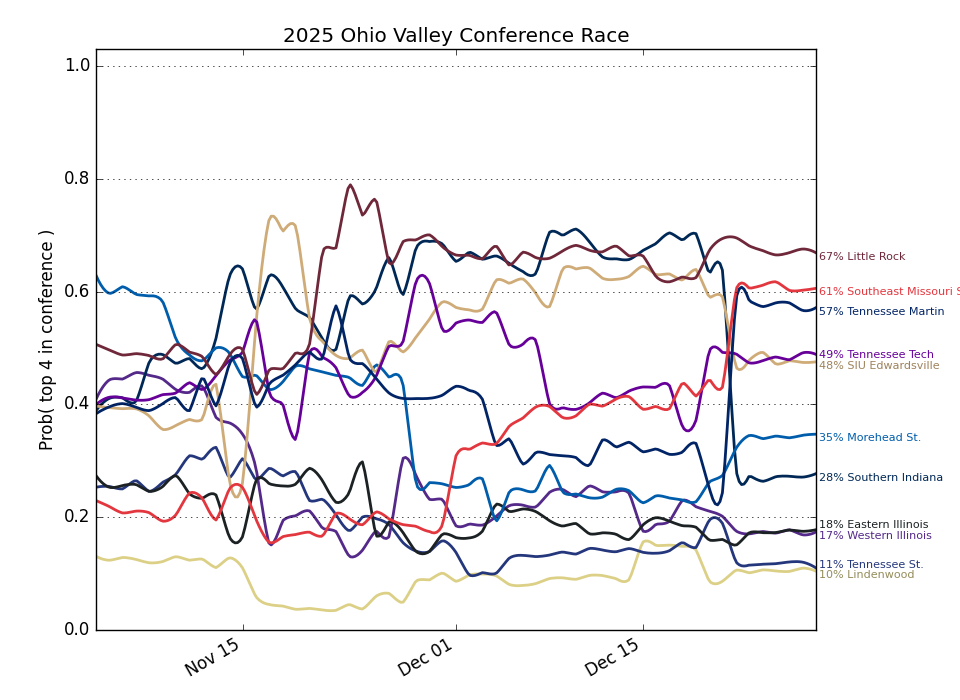 2025 Ohio Valley Conference Race
Prob( top 4 in conference )
1.0
0.8
0.6
0.4
0.2
0.0
Nov 15
Dec 01
Dec 15
67% Little Rock
61% Southeast Missouri S
57% Tennessee Martin
49% Tennessee Tech
48% SIU Edwardsville
35% Morehead St.
28% Southern Indiana
18% Eastern Illinois
17% Western Illinois
11% Tennessee St.
10% Lindenwood